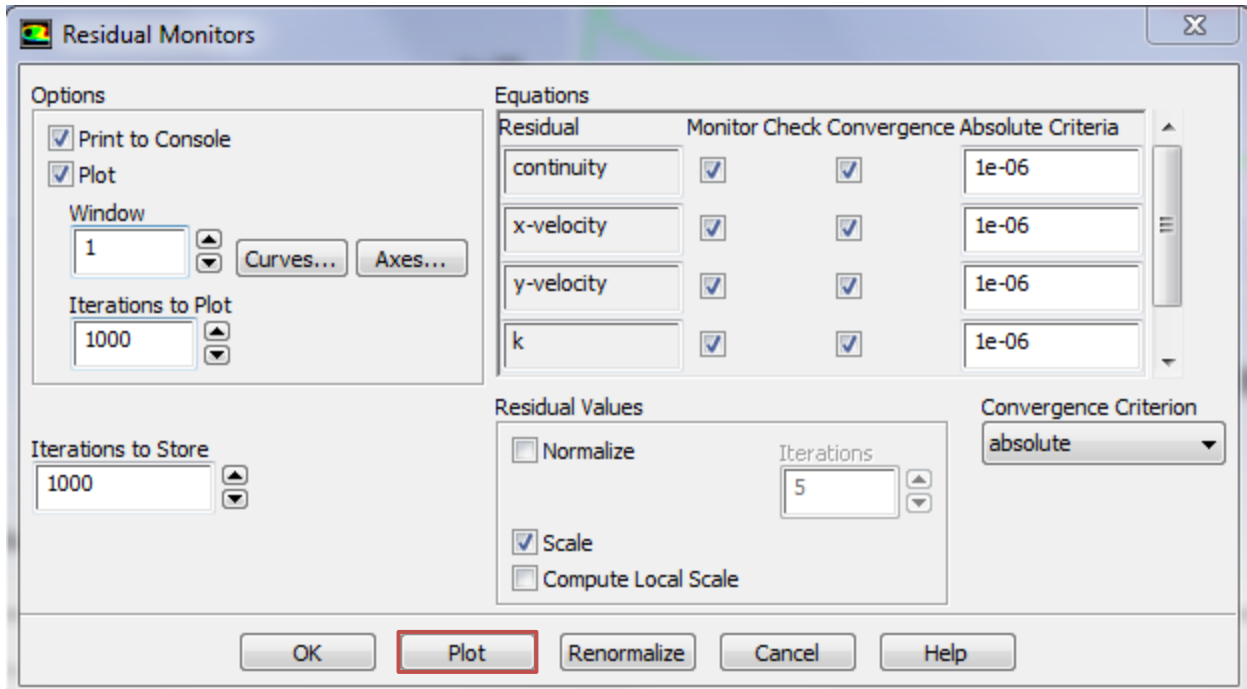 Residual Monitors
Options
Print to Console
Plot
Window
1
Curves...
Axes...
Iterations to Plot
1000
Iterations to Store
1000
Equations
Residual Monitor Check Convergence Absolute Criteria
continuity 1e-06
x-velocity 1e-06
y-velocity 1e-06
k 1e-06
Residual Values
Normalize
Iterations
5
Scale
Compute Local Scale
Convergence Criterion
absolute
OK Plot Renormalize Cancel Help